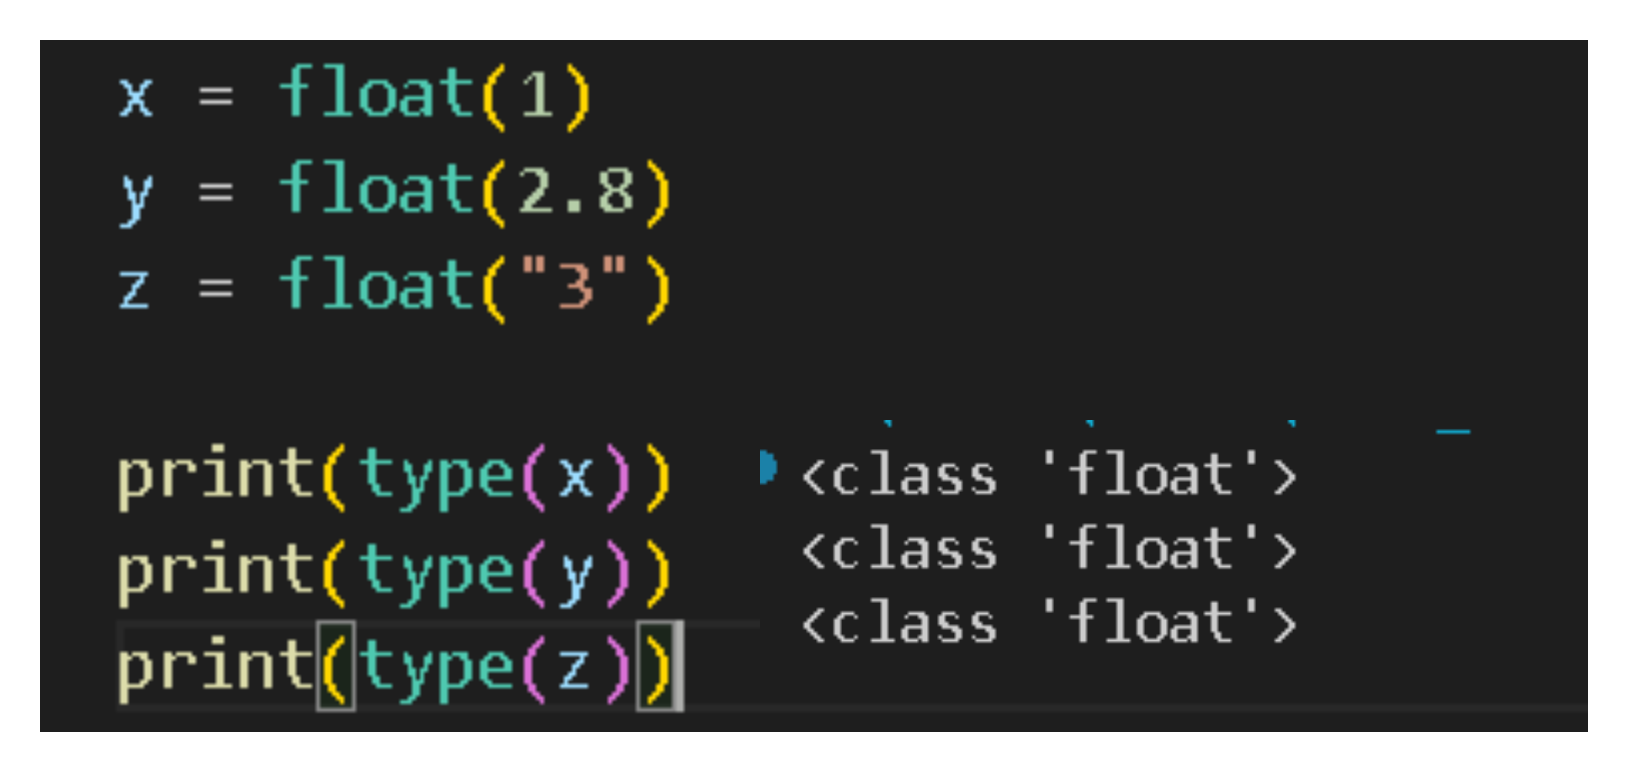 x = float(1)
y = float(2.8)
z = float("3")
print(type(x))
print(type(y))
print(type(z))
<class 'float'>
<class 'float'>
<class 'float'>